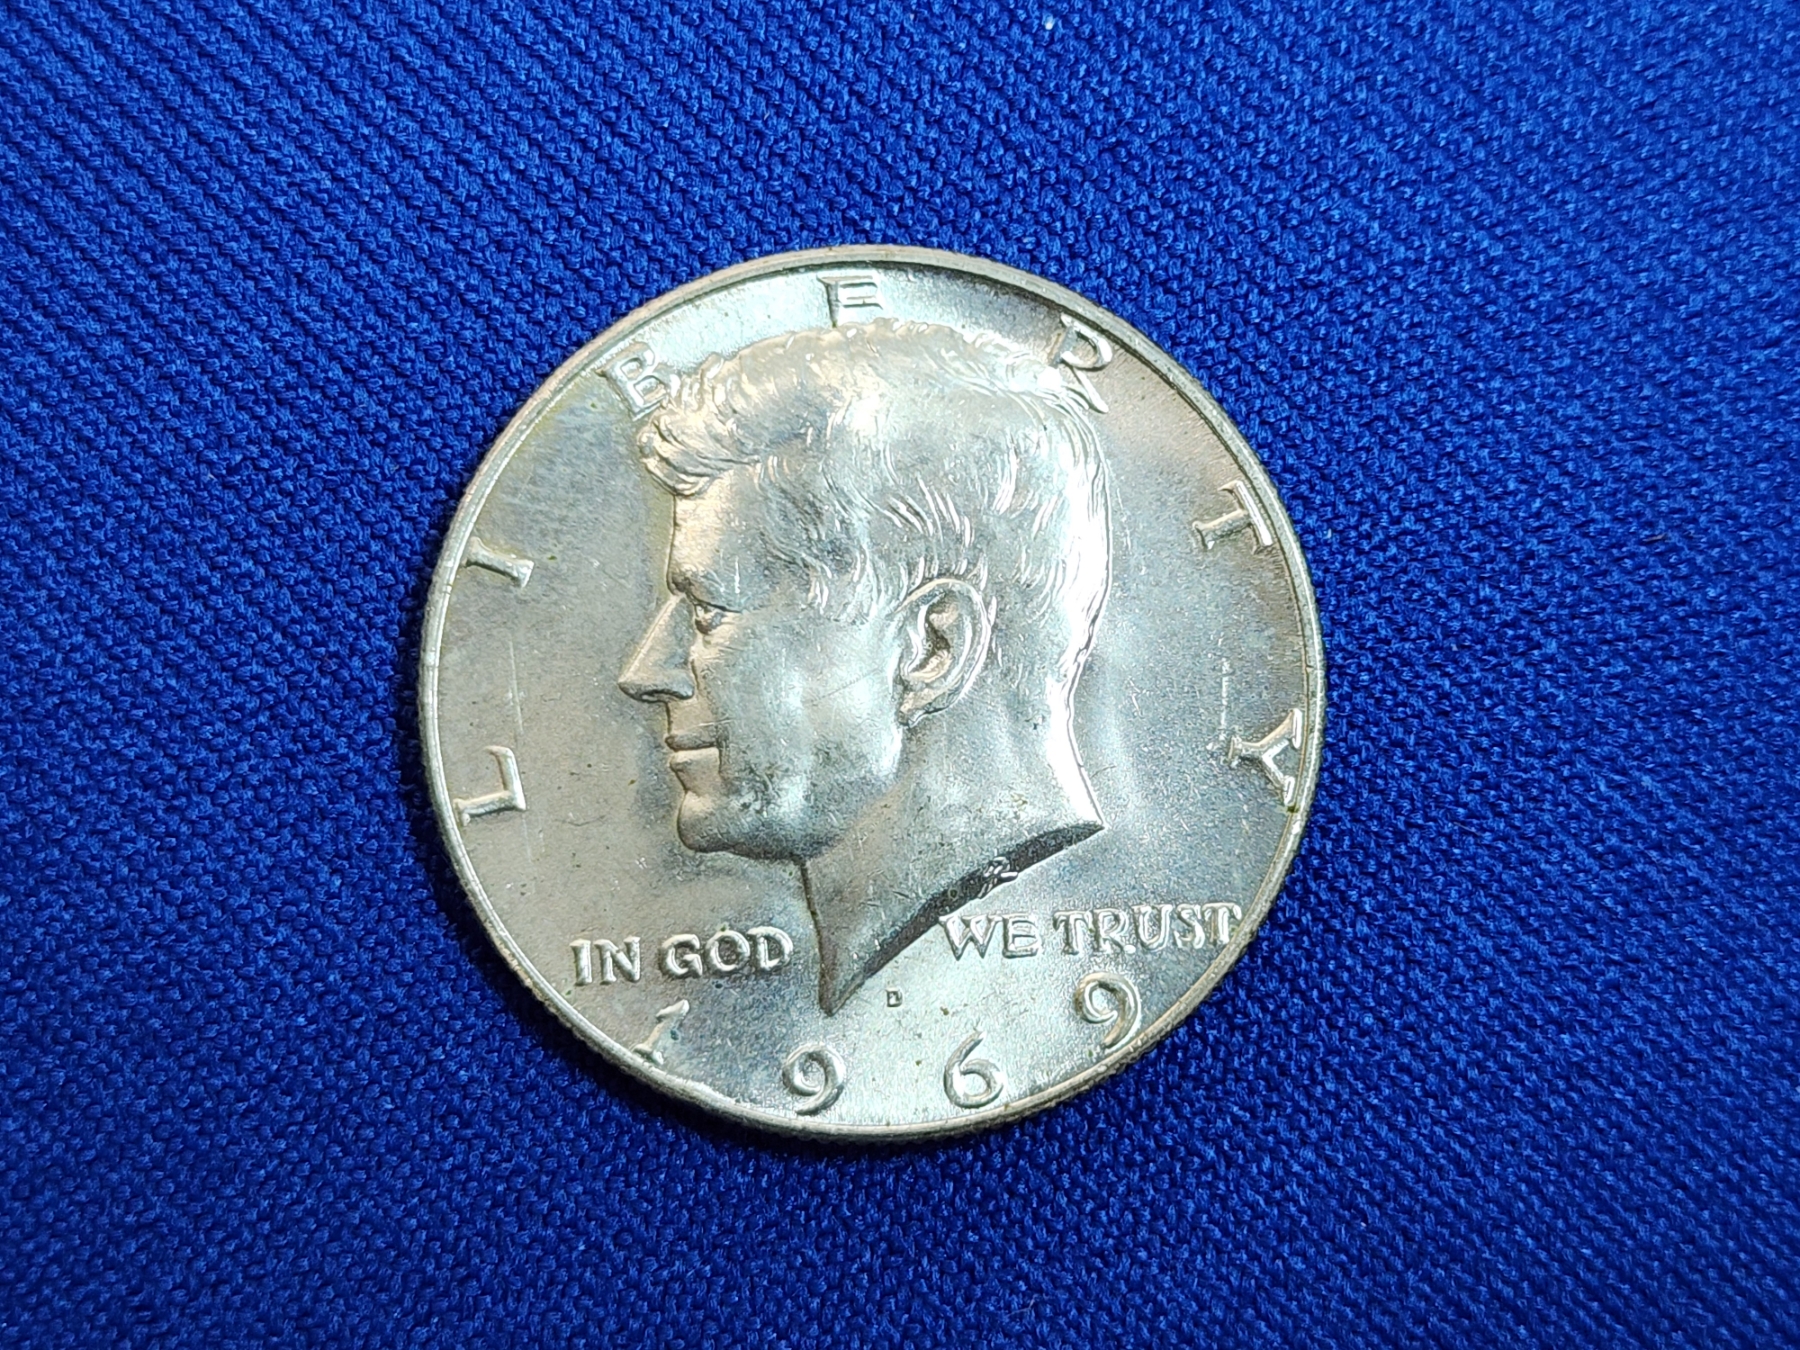 LIBERTY
IN GOD WE TRUST
D
1969